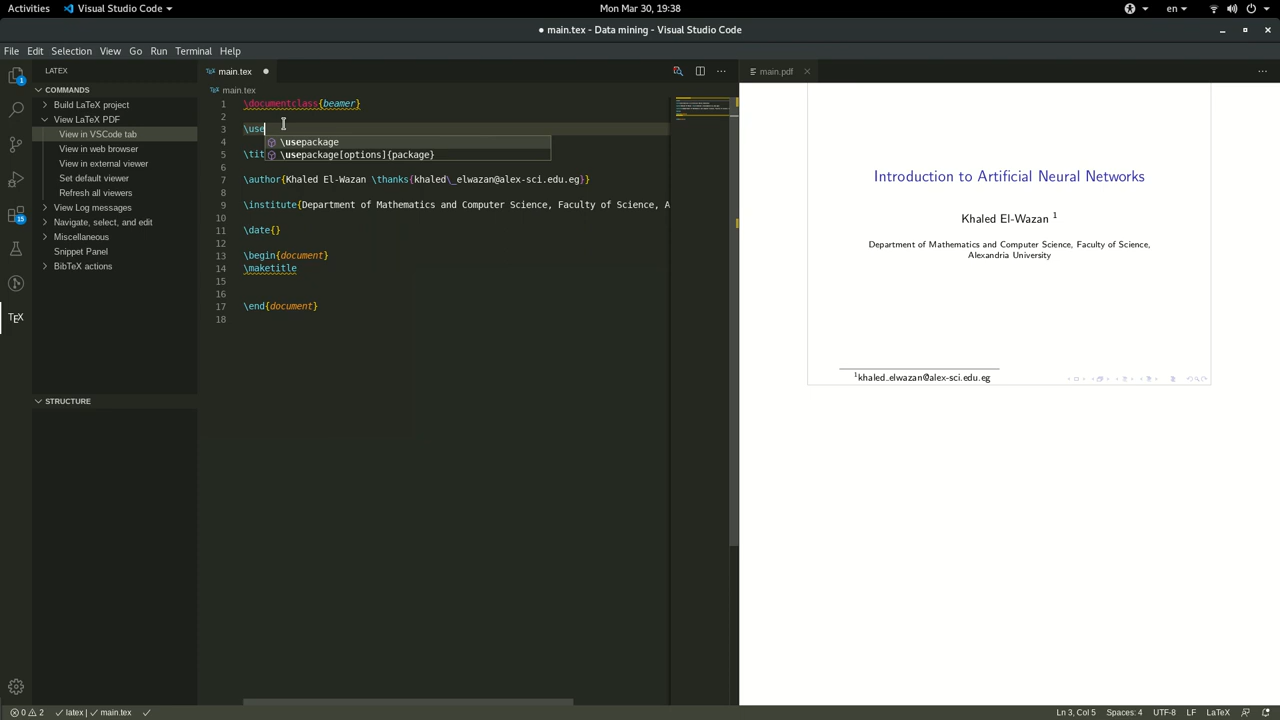 Activities Visual Studio Code Mon Mar 30, 19:38 en
● main.tex - Data mining - Visual Studio Code
File Edit Selection View Go Run Terminal Help
LATEX
COMMANDS
Build LaTeX project
View LaTeX PDF
View in VSCode tab
View in web browser
View in external viewer
Set default viewer
Refresh all viewers
View Log messages
Navigate, select, and edit
Miscellaneous
Snippet Panel
BibTeX actions
STRUCTURE
1
15
TEX
main.tex ●
main.tex
1 \documentclass{beamer}
2
3 \use
\usepackage
\usepackage[options]{package}
4
5 \tit
6
7 \author{Khaled El-Wazan \thanks{khaled\_elwazan@alex-sci.edu.eg}}
8
9 \institute{Department of Mathematics and Computer Science, Faculty of Science, A
10
11 \date{}
12
13 \begin{document}
14 \maketitle
15
16
17 \end{document}
18
main.pdf
Introduction to Artificial Neural Networks
Khaled El-Wazan 1
Department of Mathematics and Computer Science, Faculty of Science,
Alexandria University
1khaled_elwazan@alex-sci.edu.eg
0 2 latex | main.tex Ln 3, Col 5 Spaces: 4 UTF-8 LF LaTeX